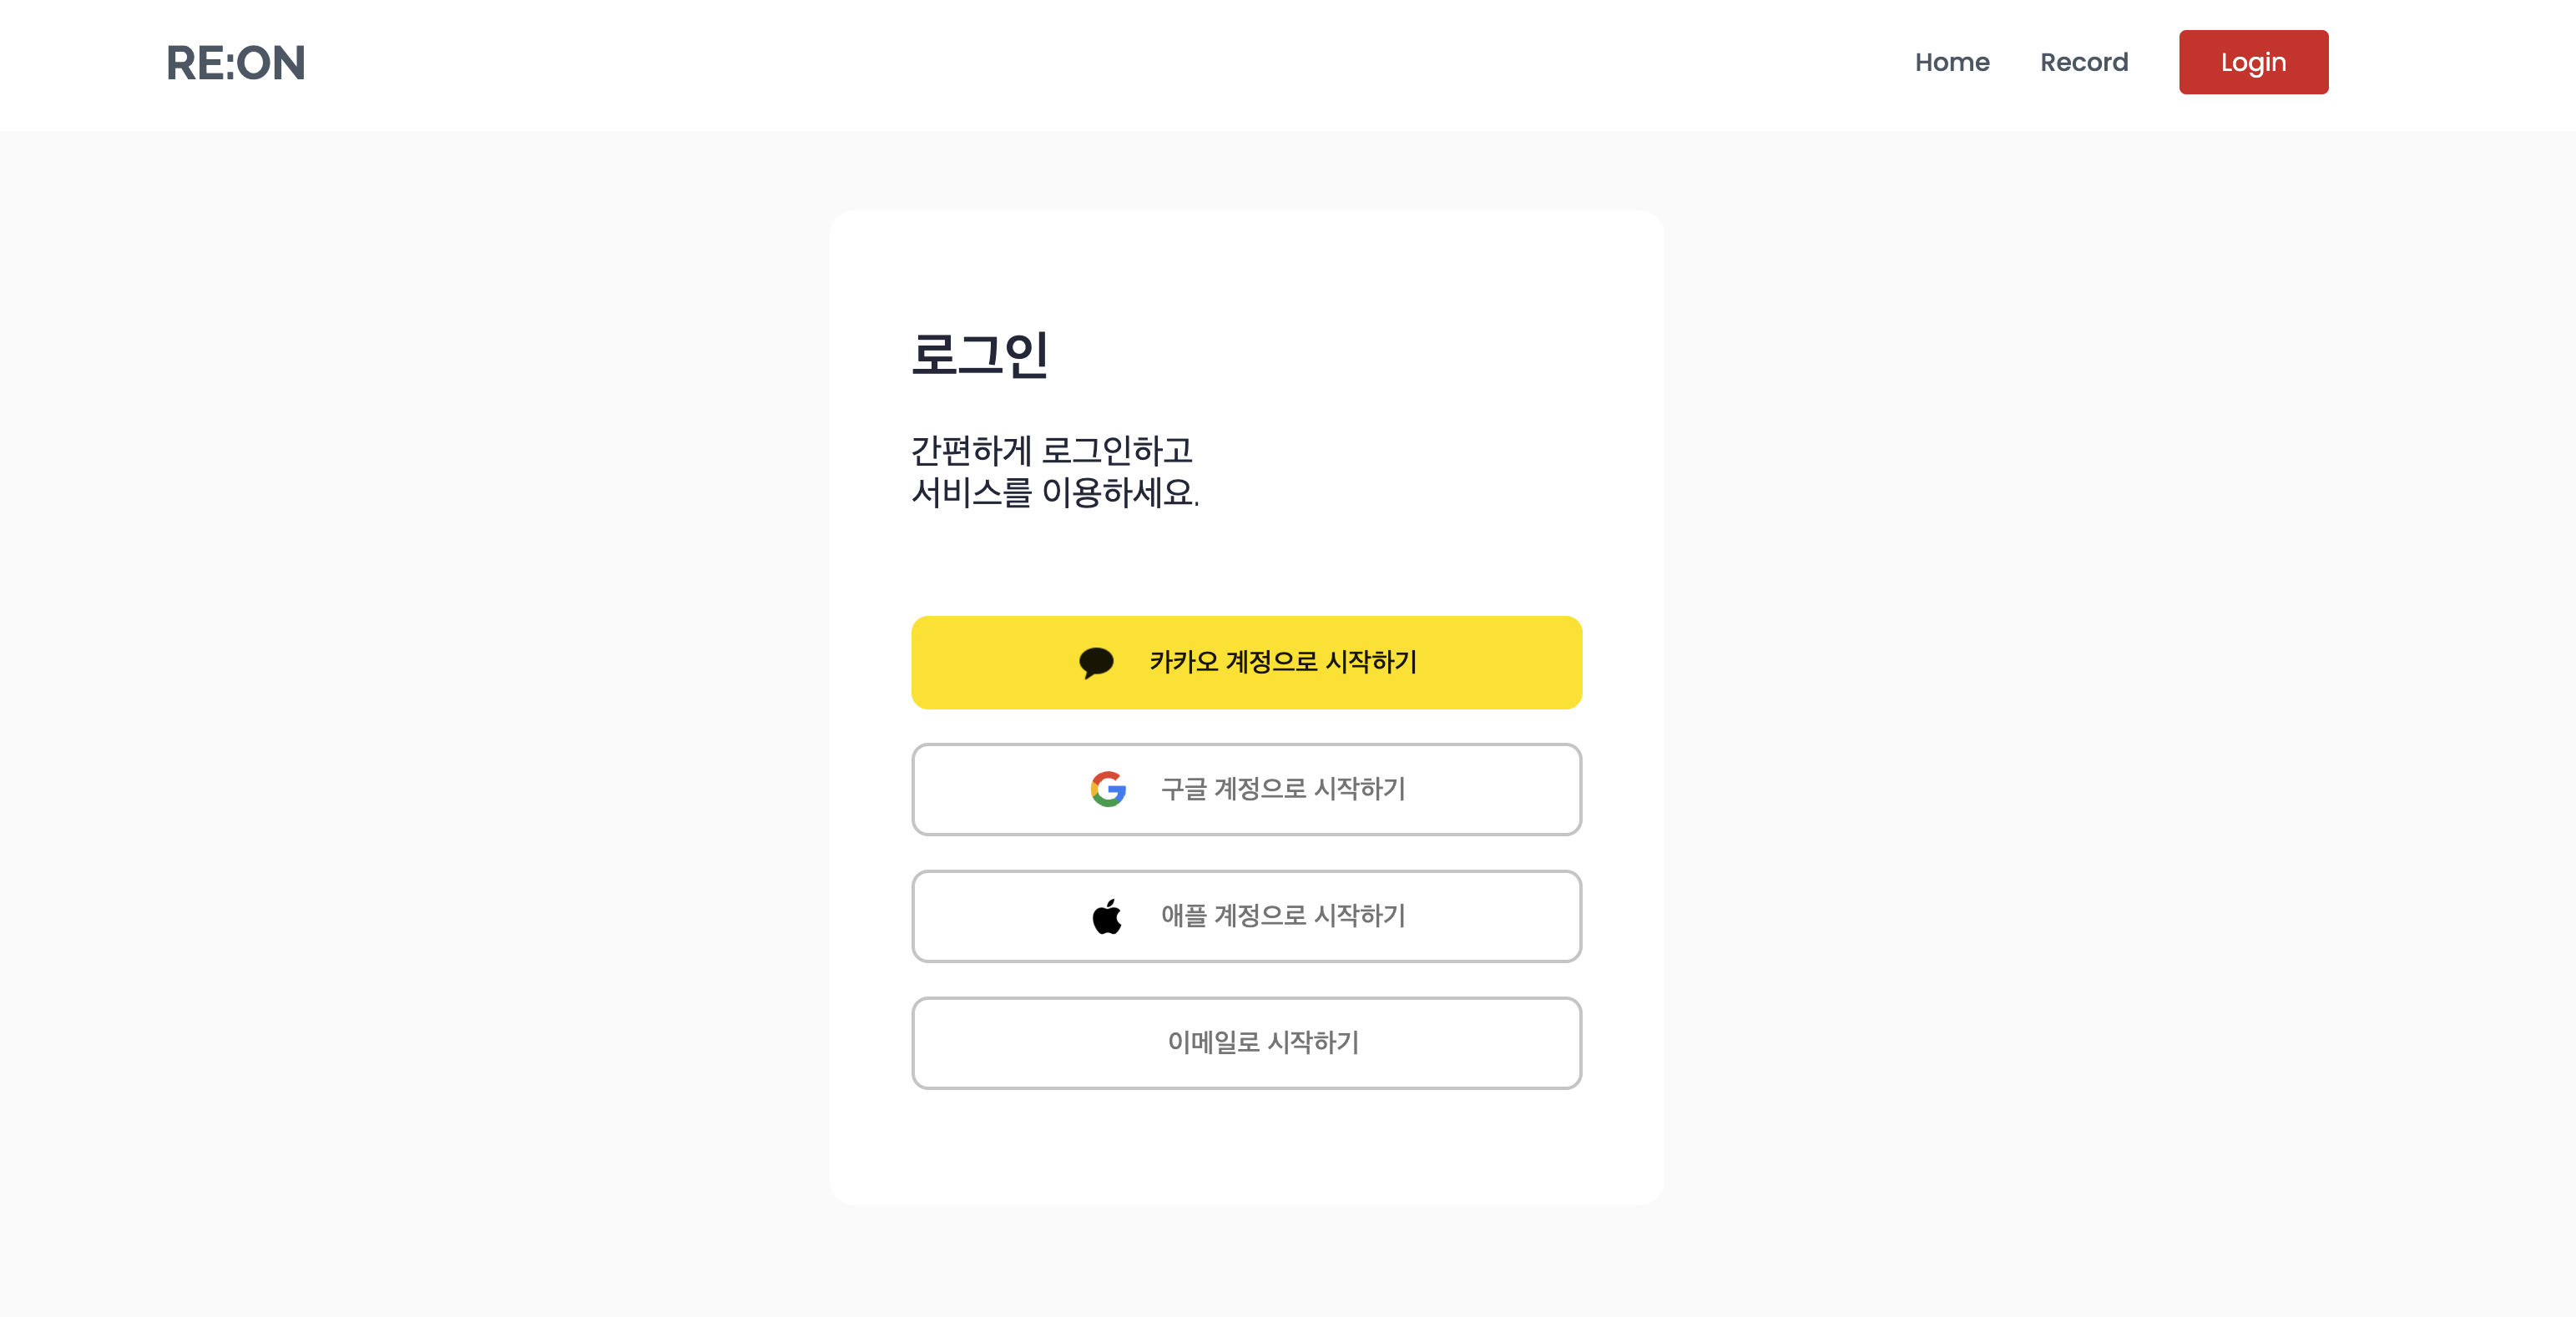 RE:ON
Home
Record
Login
로그인
간편하게 로그인하고
서비스를 이용하세요.
카카오 계정으로 시작하기
구글 계정으로 시작하기
애플 계정으로 시작하기
이메일로 시작하기